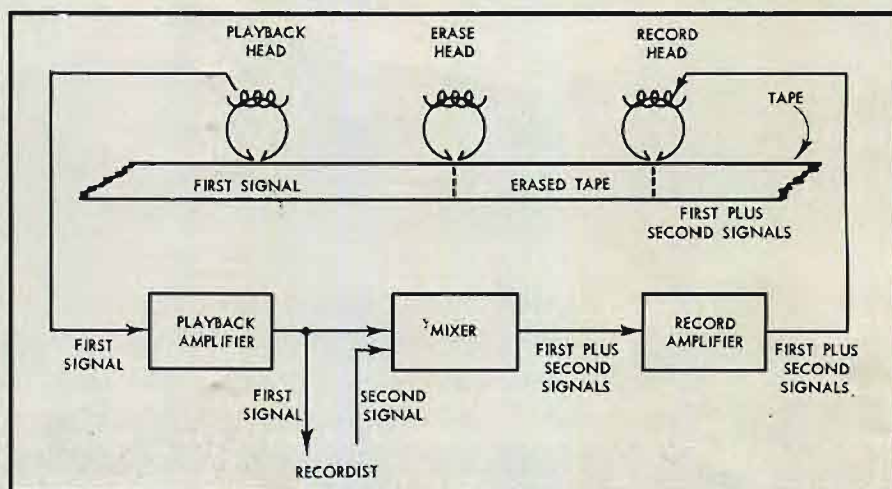 PLAYBACK
HEAD
ERASE
HEAD
RECORD
HEAD
TAPE
FIRST SIGNAL
ERASED TAPE
FIRST PLUS
SECOND SIGNALS
PLAYBACK
AMPLIFIER
MIXER
RECORD
AMPLIFIER
FIRST
SIGNAL
FIRST PLUS
SECOND
SIGNALS
FIRST PLUS
SECOND
SIGNALS
FIRST
SIGNAL
SECOND
SIGNAL
RECORDIST